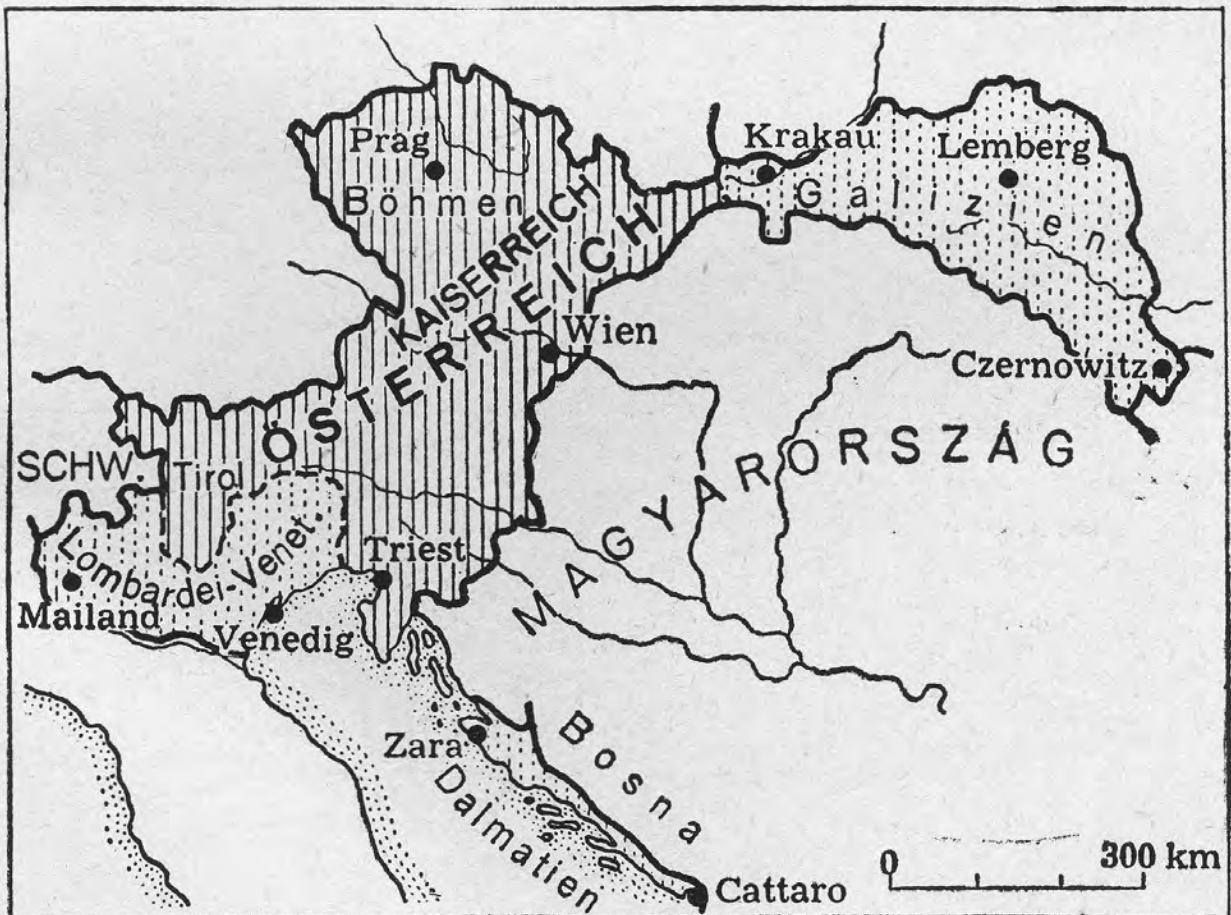 Prag
Krakau
Lemberg
Böhmen
Galizien
KAISERREICH
ÖSTERREICH
Wien
Czernowitz
SCHW.
Tirol
MAGYARORSZÁG
Lombardei-Venet.
Triest
Mailand
Venedig
Zara
Bosna
Dalmatien
Cattaro
0 300 km